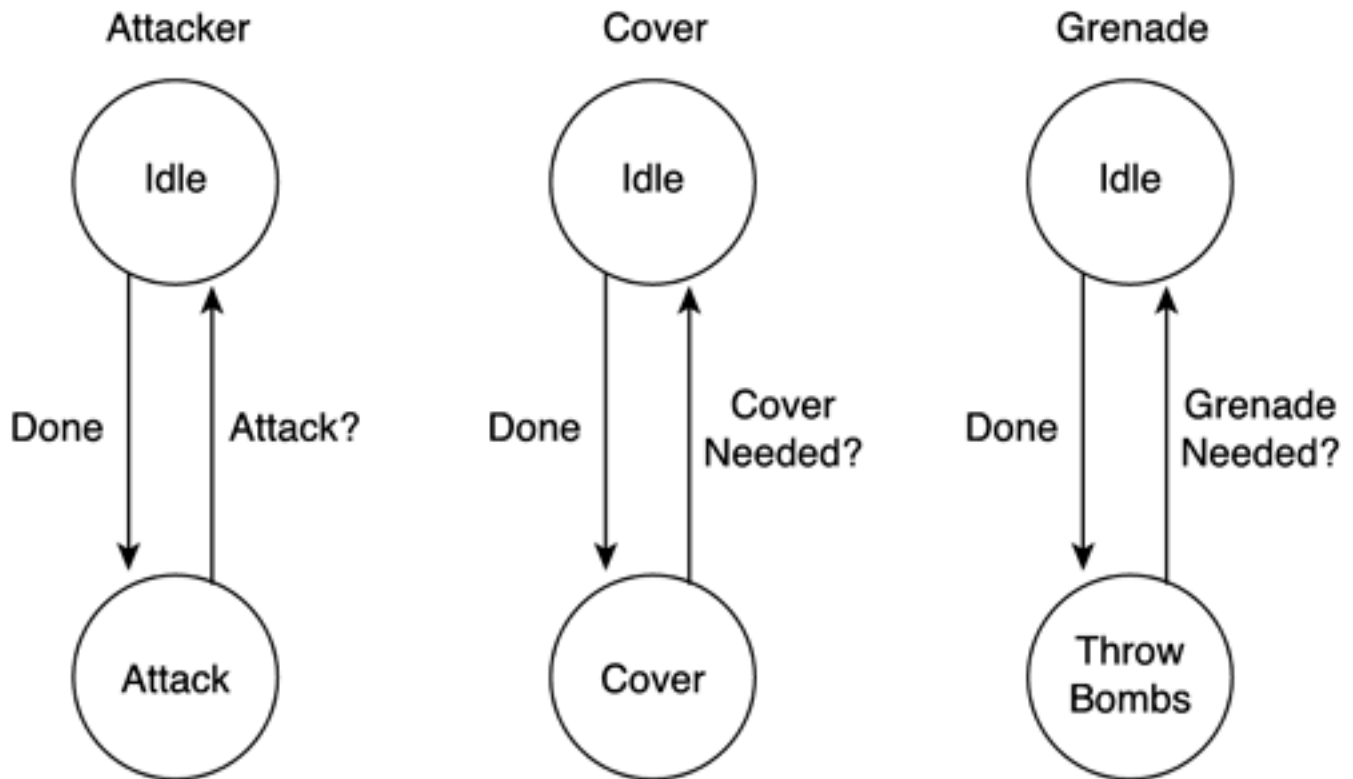 Attacker
Cover
Grenade
Idle
Idle
Idle
Done
Attack?
Done
Cover
Needed?
Done
Grenade
Needed?
Attack
Cover
Throw
Bombs